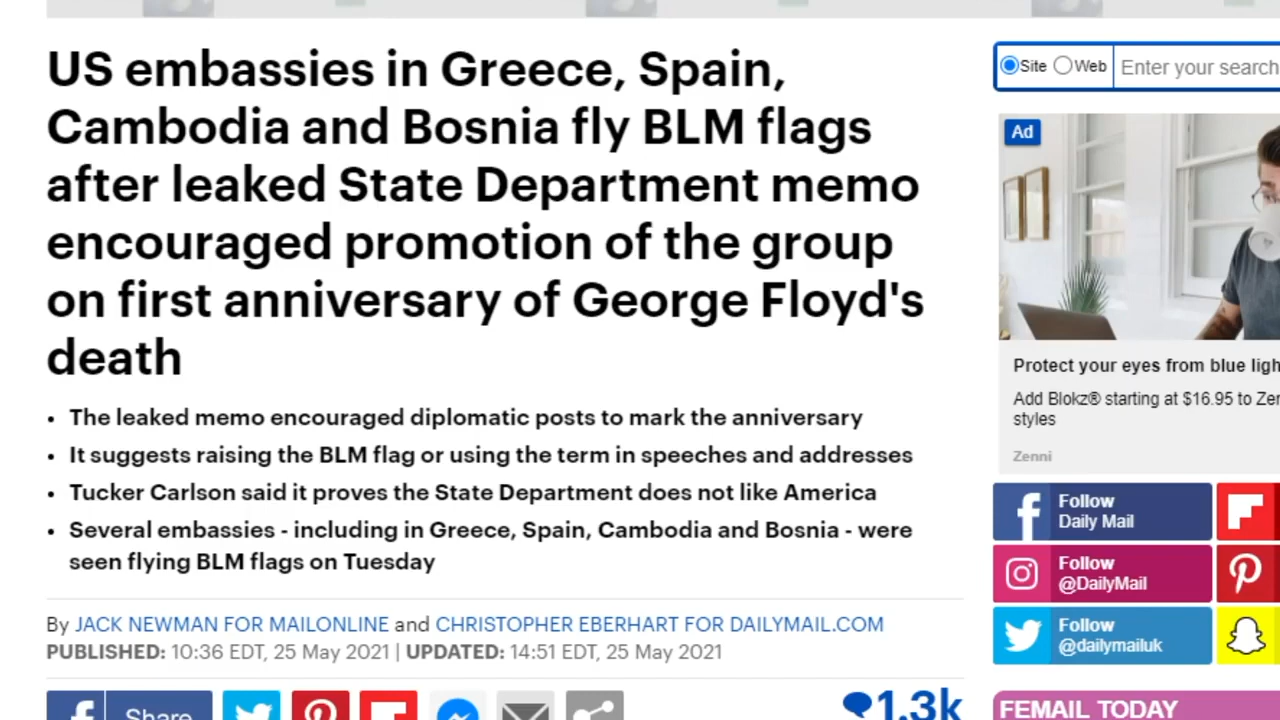 US embassies in Greece, Spain,
Cambodia and Bosnia fly BLM flags
after leaked State Department memo
encouraged promotion of the group
on first anniversary of George Floyd's
death
• The leaked memo encouraged diplomatic posts to mark the anniversary
• It suggests raising the BLM flag or using the term in speeches and addresses
• Tucker Carlson said it proves the State Department does not like America
• Several embassies - including in Greece, Spain, Cambodia and Bosnia - were
seen flying BLM flags on Tuesday
By JACK NEWMAN FOR MAILONLINE and CHRISTOPHER EBERHART FOR DAILYMAIL.COM
PUBLISHED: 10:36 EDT, 25 May 2021 | UPDATED: 14:51 EDT, 25 May 2021
Share
1.3k
Site Web Enter your search
Ad
Protect your eyes from blue ligh
Add Blokz® starting at $16.95 to Zen
styles
Zenni
Follow
Daily Mail
Follow
@DailyMail
Follow
@dailymailuk
FEMAIL TODAY